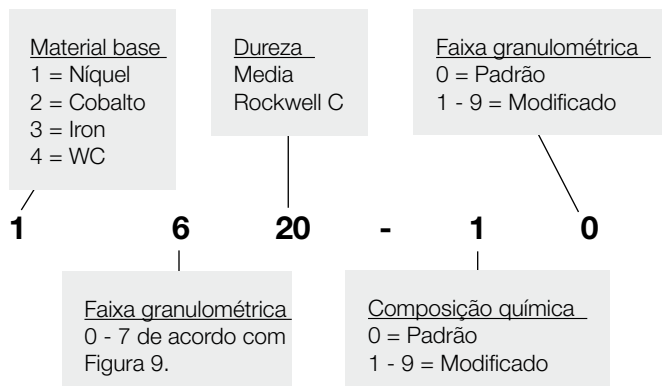 Material base
1 = Níquel
2 = Cobalto
3 = Iron
4 = WC
Dureza
Media
Rockwell C
Faixa granulométrica
0 = Padrão
1 - 9 = Modificado
1 6 20 - 1 0
Faixa granulométrica
0 - 7 de acordo com
Figura 9.
Composição química
0 = Padrão
1 - 9 = Modificado